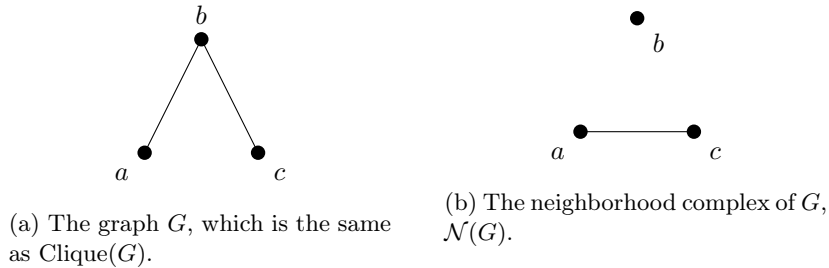 b
a
c
(a) The graph G, which is the same
as Clique(G).
b
a
c
(b) The neighborhood complex of G,
𝒩(G).